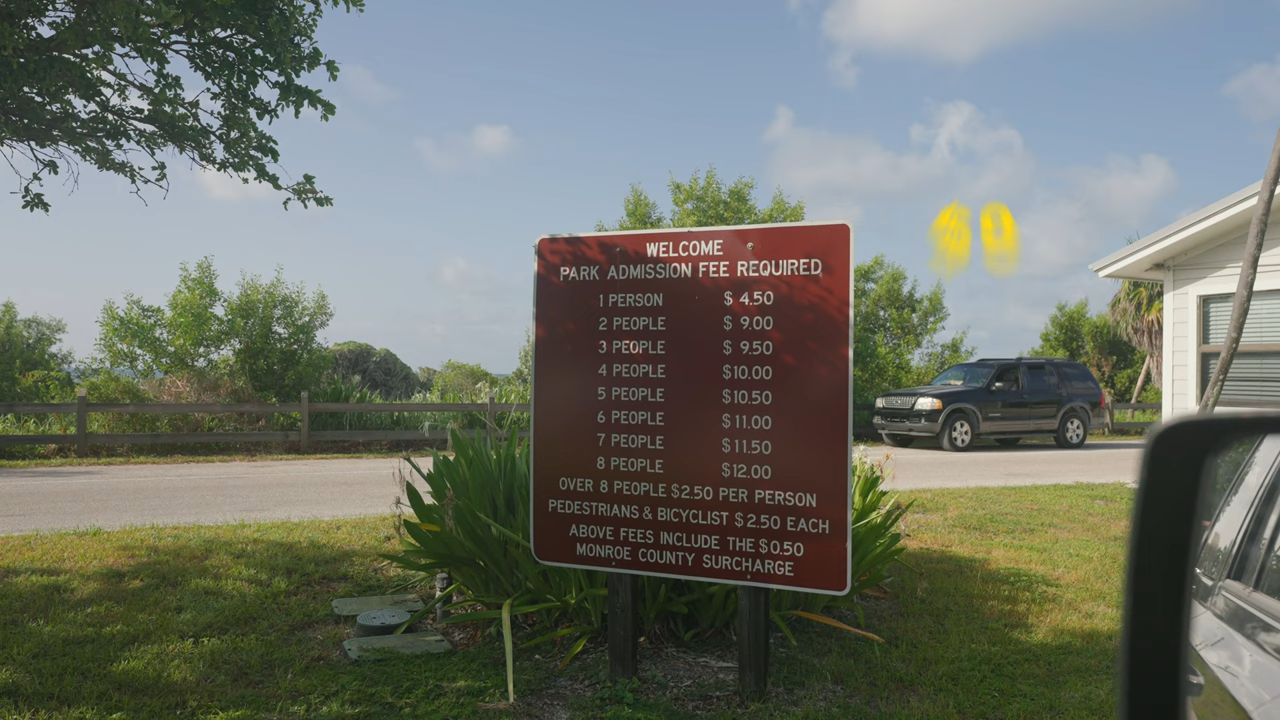 WELCOME
PARK ADMISSION FEE REQUIRED
1 PERSON $ 4.50
2 PEOPLE $ 9.00
3 PEOPLE $ 9.50
4 PEOPLE $10.00
5 PEOPLE $10.50
6 PEOPLE $11.00
7 PEOPLE $11.50
8 PEOPLE $12.00
OVER 8 PEOPLE $2.50 PER PERSON
PEDESTRIANS & BICYCLIST $2.50 EACH
ABOVE FEES INCLUDE THE $0.50
MONROE COUNTY SURCHARGE